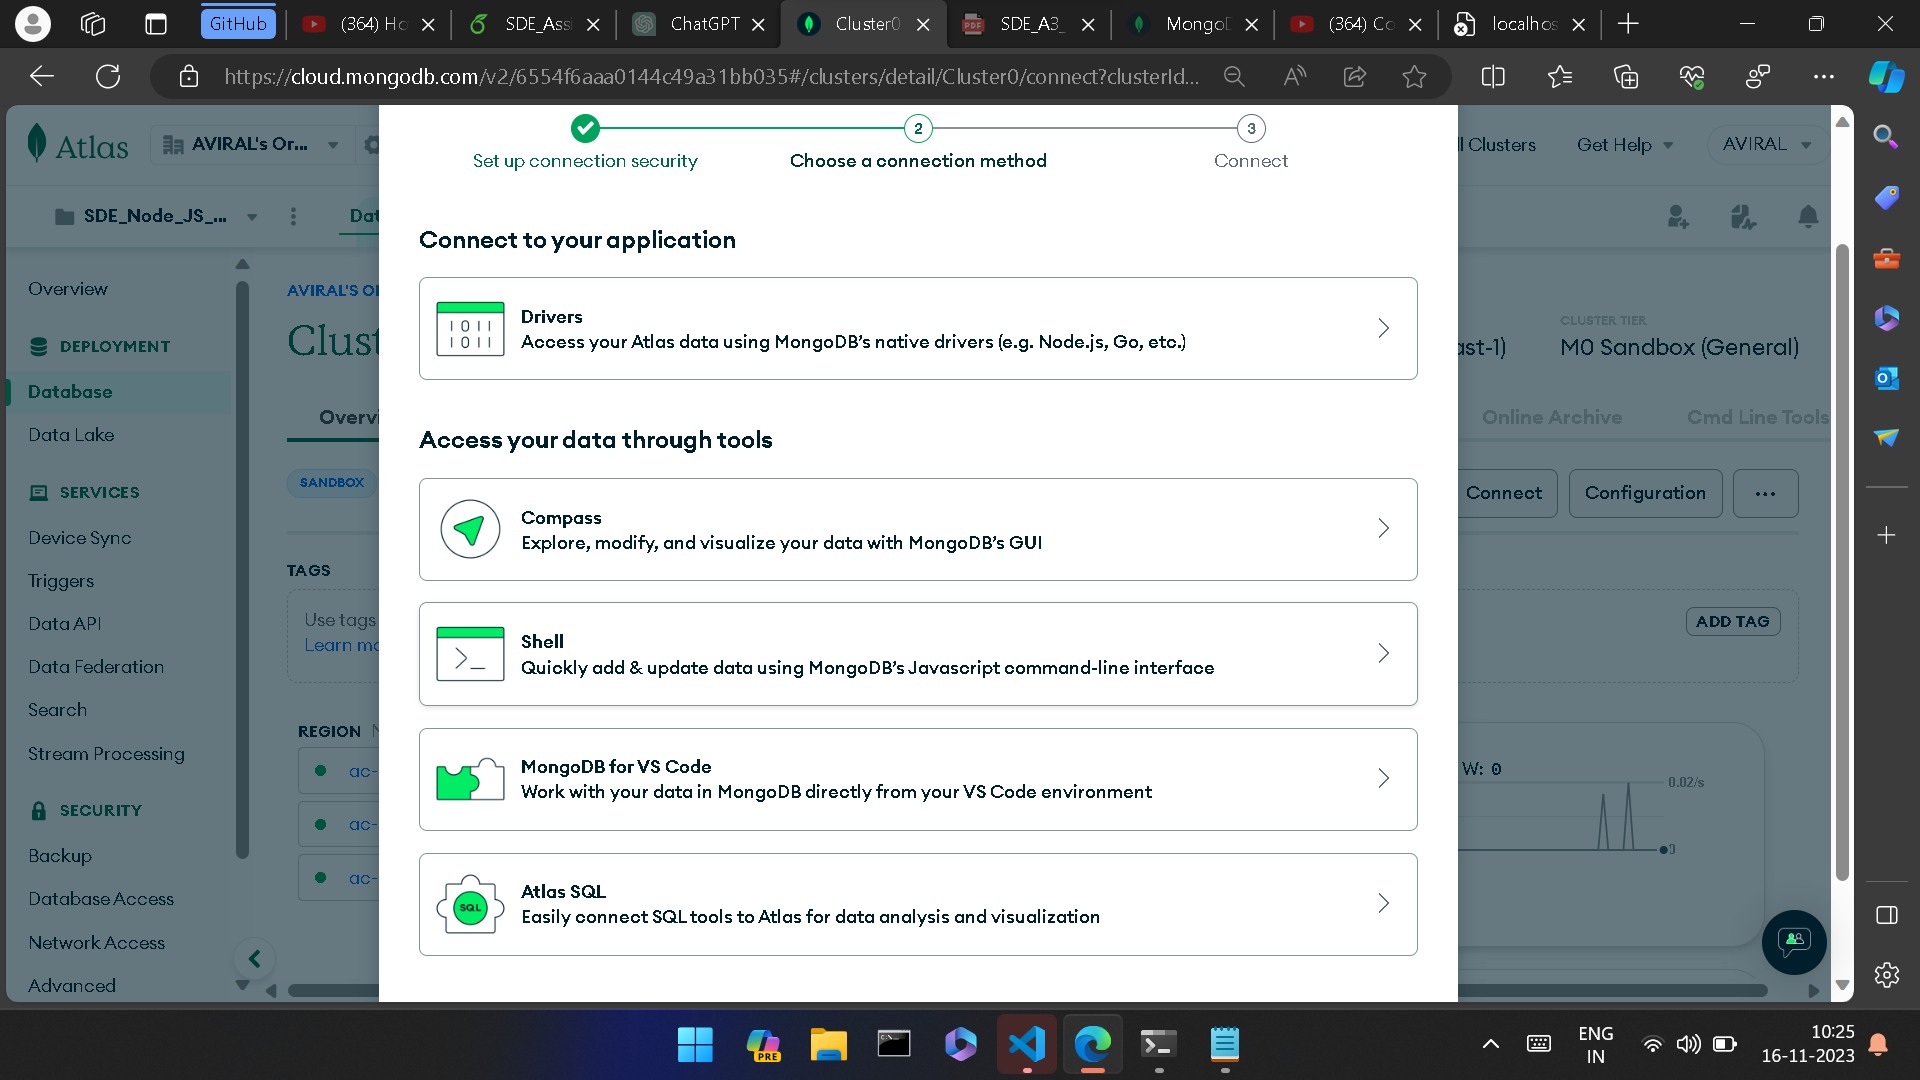 GitHub
(364) Ho
SDE_Assi
ChatGPT
Cluster0
SDE_A3_
MongoD
(364) Co
localhos
https://cloud.mongodb.com/v2/6554f6aaa0144c49a31bb035#/clusters/detail/Cluster0/connect?clusterId...
Atlas
AVIRAL's Or...
ll Clusters
Get Help
AVIRAL
SDE_Node_JS_...
Dat
Overview
DEPLOYMENT
Database
Data Lake
SERVICES
Device Sync
Triggers
Data API
Data Federation
Search
Stream Processing
SECURITY
Backup
Database Access
Network Access
Advanced
AVIRAL'S OR
Clust
Overvi
SANDBOX
TAGS
Use tags
Learn mo
REGION
ac-
ac-
ac-
2
3
Set up connection security
Choose a connection method
Connect
Connect to your application
1011
1011
Drivers
Access your Atlas data using MongoDB’s native drivers (e.g. Node.js, Go, etc.)
Access your data through tools
Compass
Explore, modify, and visualize your data with MongoDB’s GUI
>_
Shell
Quickly add & update data using MongoDB’s Javascript command-line interface
MongoDB for VS Code
Work with your data in MongoDB directly from your VS Code environment
SQL
Atlas SQL
Easily connect SQL tools to Atlas for data analysis and visualization
CLUSTER TIER
ast-1)
M0 Sandbox (General)
Online Archive
Cmd Line Tools
Connect
Configuration
...
ADD TAG
W: 0
0.02/s
0
PRE
ENG
IN
10:25
16-11-2023